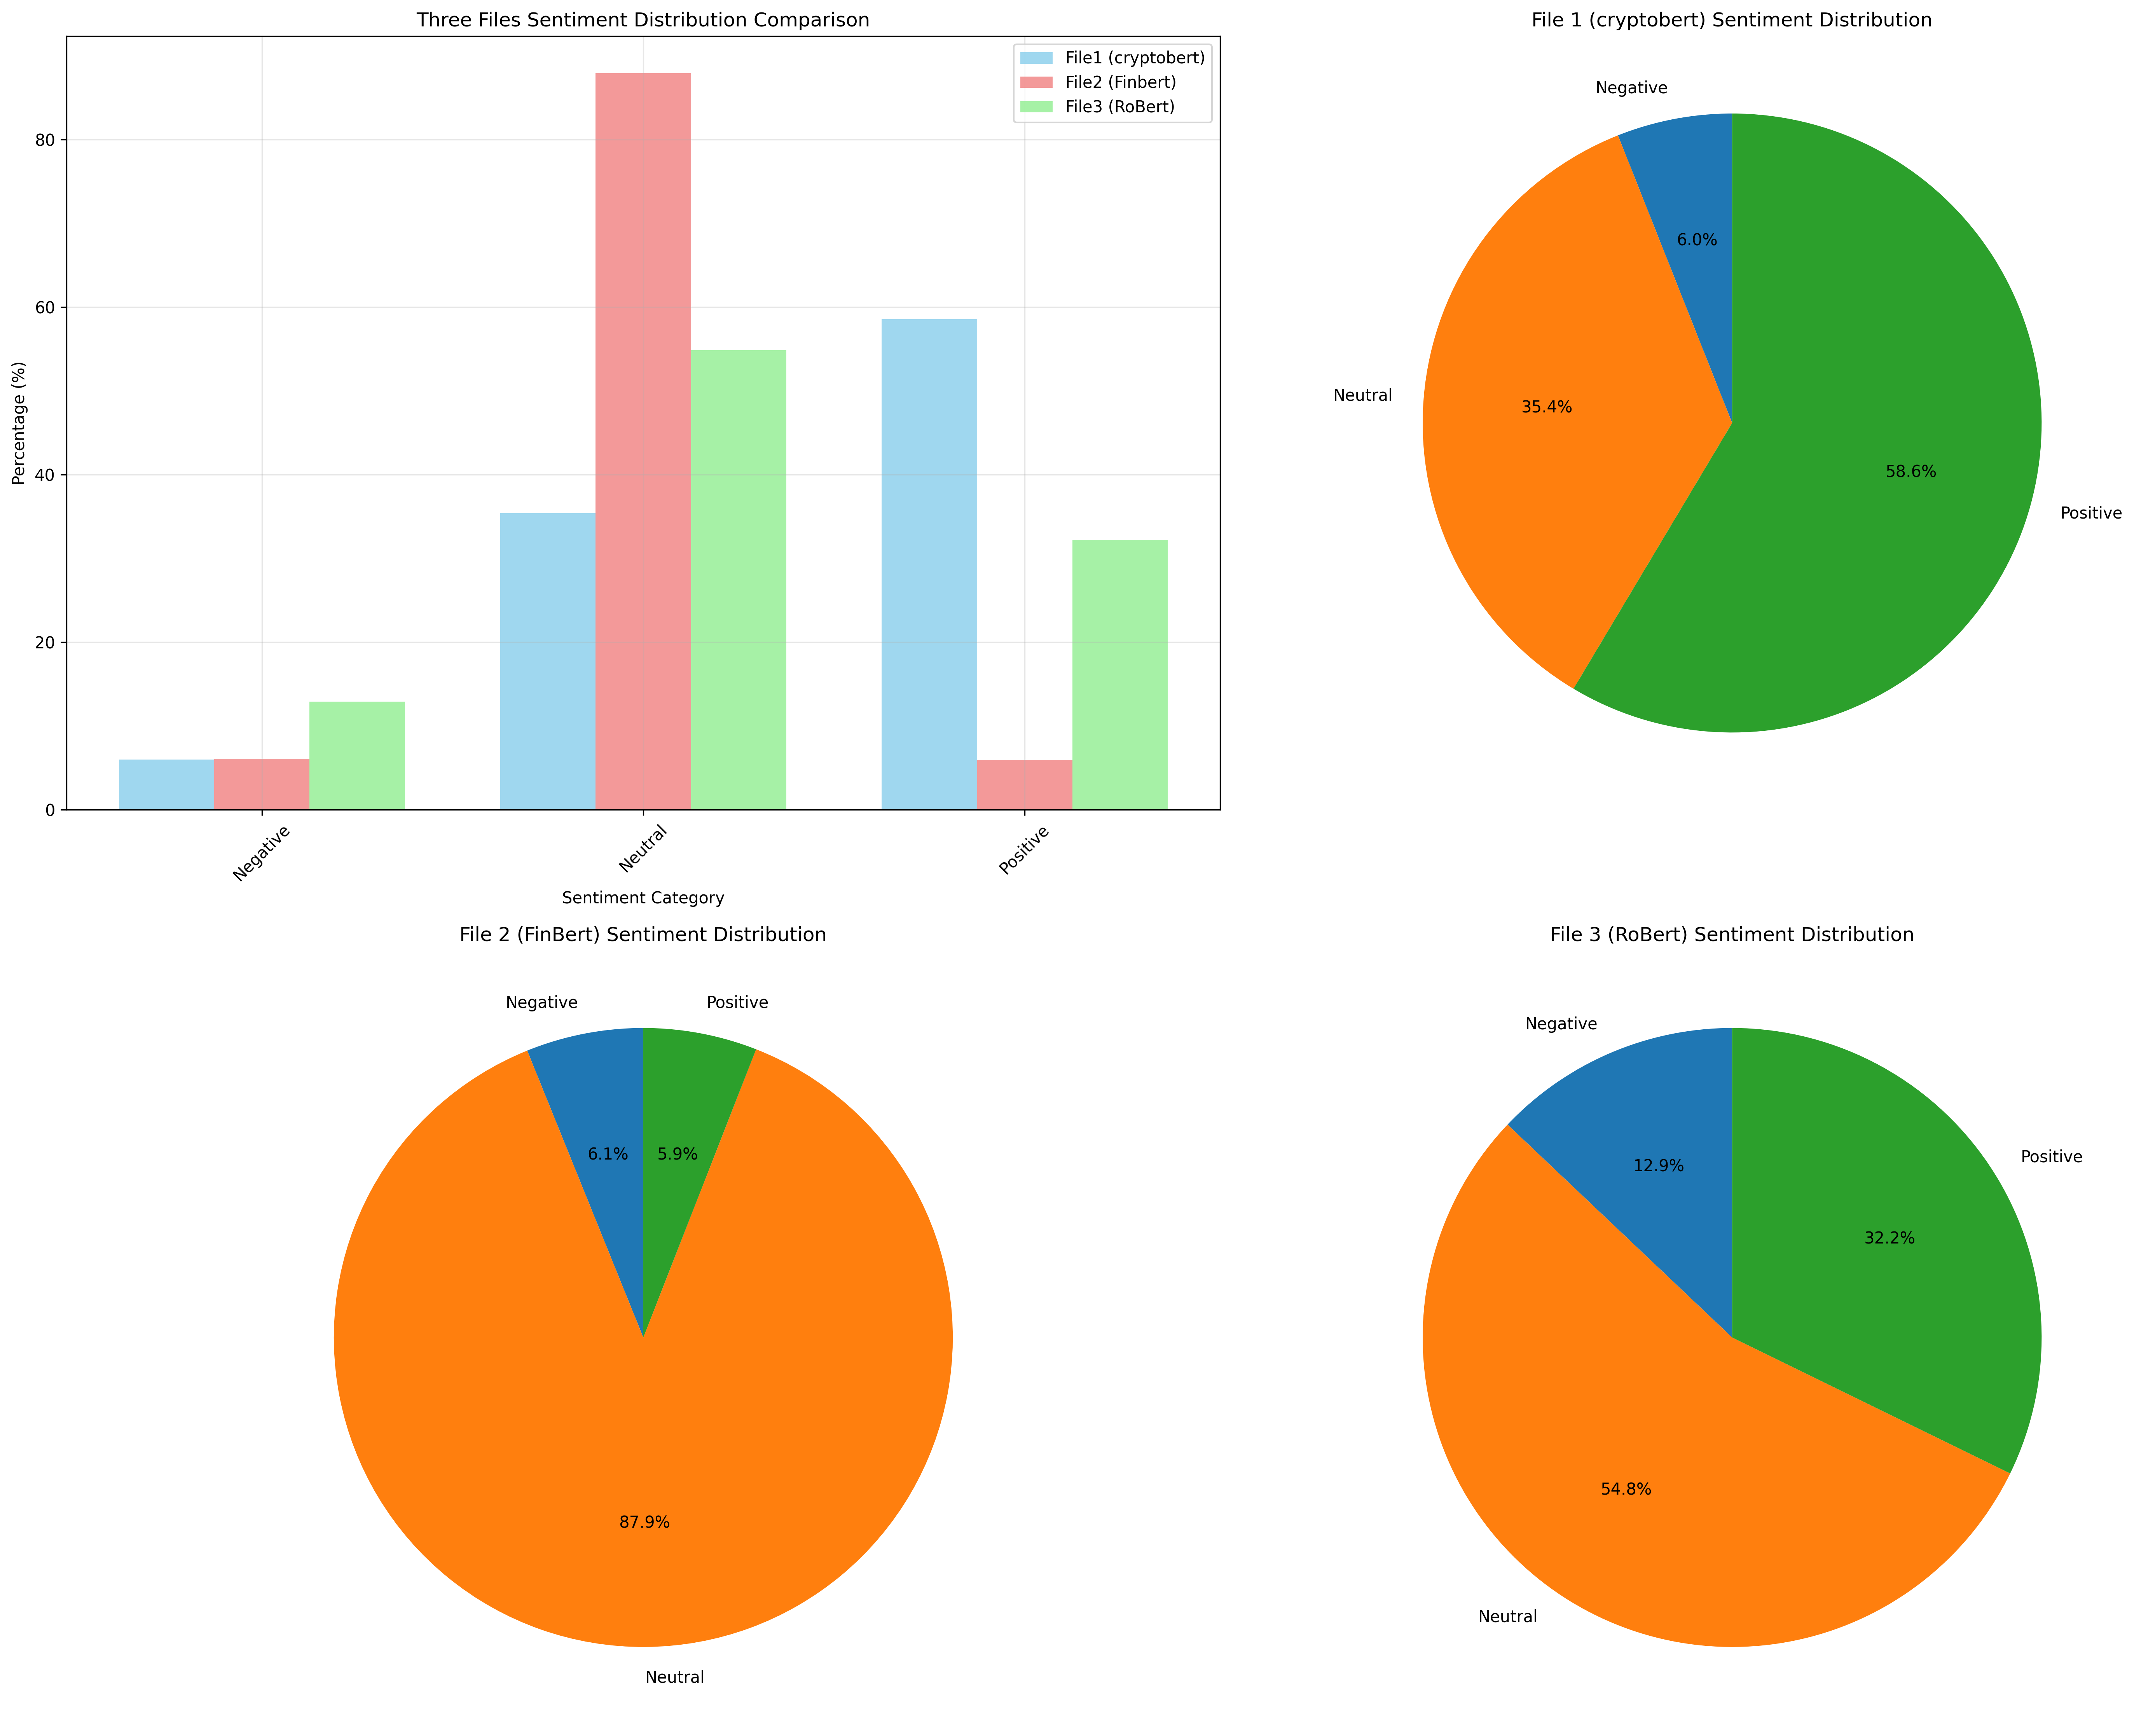 Three Files Sentiment Distribution Comparison
File1 (cryptobert)
File2 (Finbert)
File3 (RoBert)
Percentage (%)
80
60
40
20
0
Negative
Neutral
Positive
Sentiment Category
File 1 (cryptobert) Sentiment Distribution
Negative
6.0%
Neutral
35.4%
58.6%
Positive
File 2 (FinBert) Sentiment Distribution
Negative
Positive
6.1%
5.9%
87.9%
Neutral
File 3 (RoBert) Sentiment Distribution
Negative
Positive
12.9%
32.2%
54.8%
Neutral